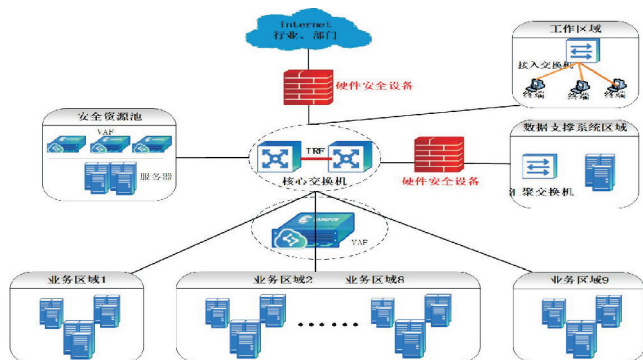 Internet
行业、部门
硬件安全设备
工作区域
接入交换机
终端 终端 终端
安全资源池
VAF
服务器
IRF
核心交换机
硬件安全设备
数据支撑系统区域
汇聚交换机
VAF
业务区域1
业务区域2 业务区域8
......
业务区域9